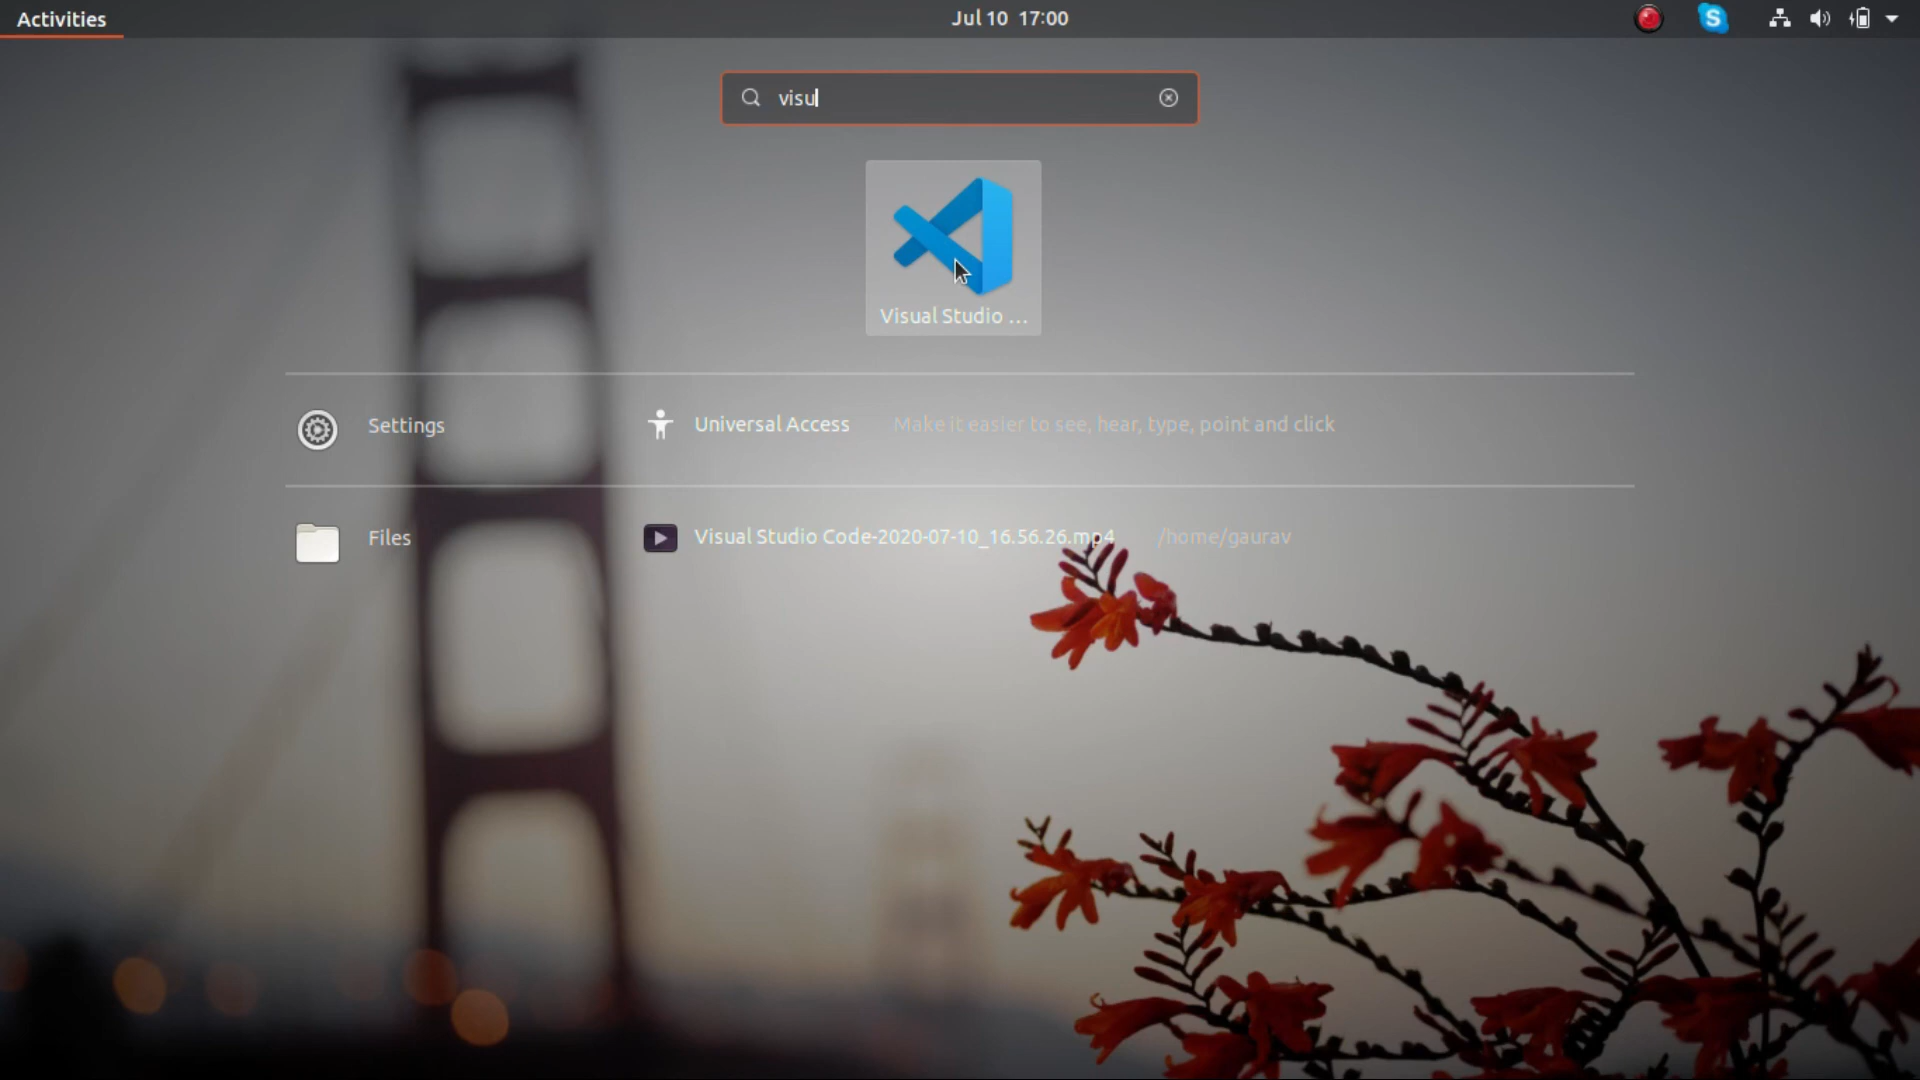 Activities
Jul 10 17:00
visu
Visual Studio ...
Settings
Universal Access Make it easier to see, hear, type, point and click
Files
Visual Studio Code-2020-07-10_16.56.26.mp4 /home/gaurav